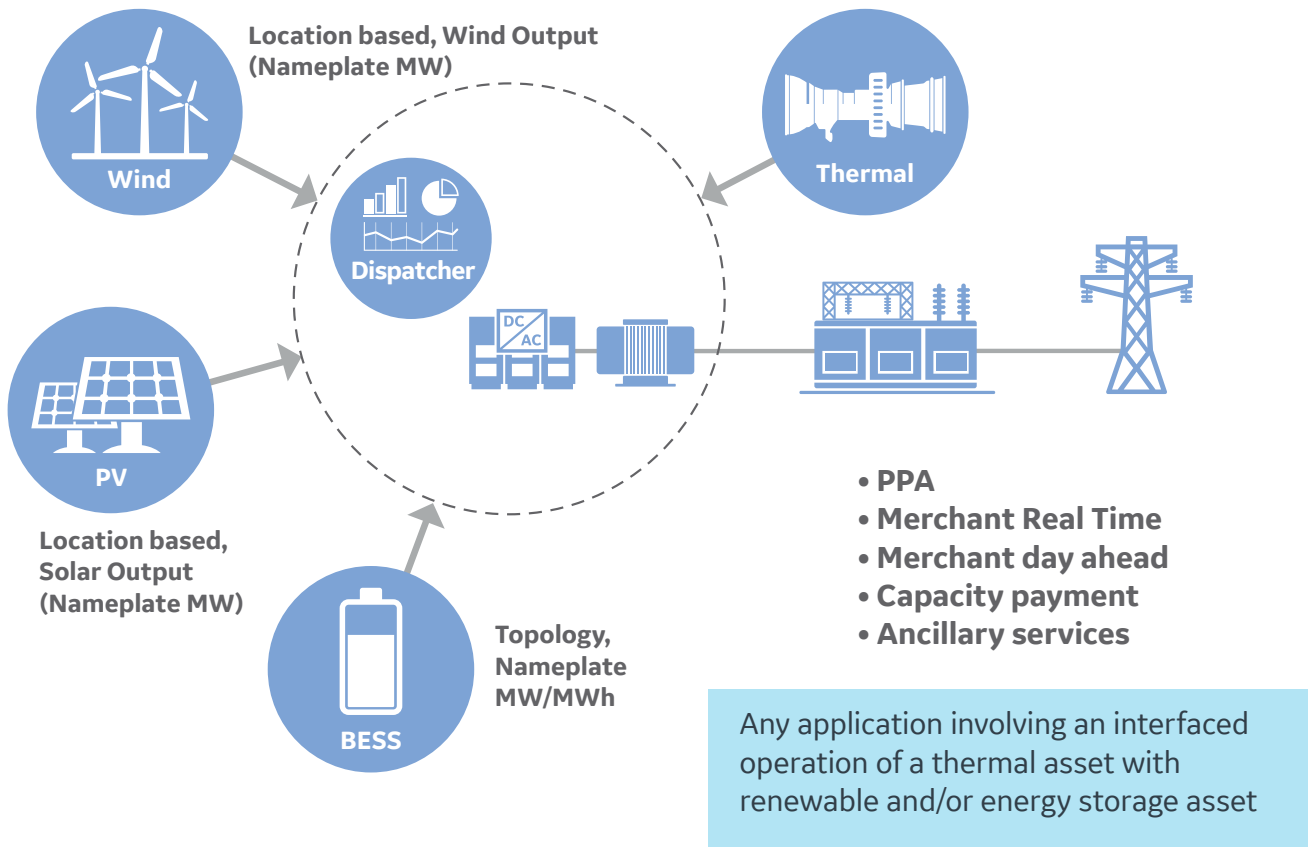 Location based, Wind Output
(Nameplate MW)
Wind
Thermal
Dispatcher
DC
AC
PV
Location based,
Solar Output
(Nameplate MW)
BESS
Topology,
Nameplate
MW/MWh
• PPA
• Merchant Real Time
• Merchant day ahead
• Capacity payment
• Ancillary services
Any application involving an interfaced
operation of a thermal asset with
renewable and/or energy storage asset